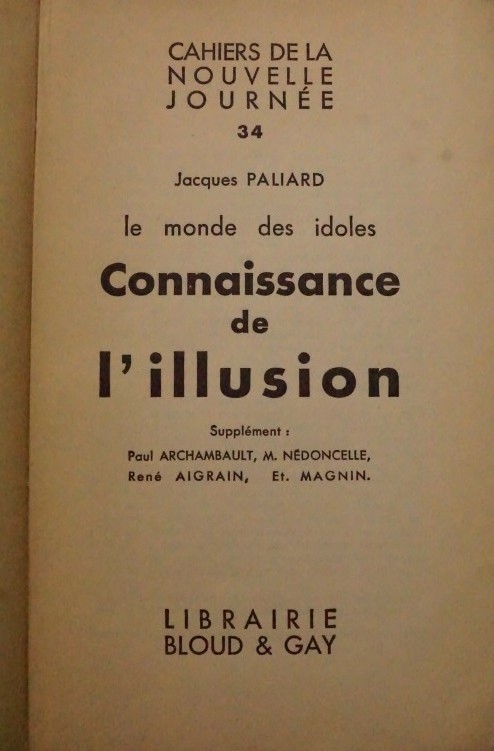 CAHIERS DE LA
NOUVELLE
JOURNÉE
34
Jacques PALIARD
le monde des idoles
Connaissance
de
l'illusion
Supplément :
Paul ARCHAMBAULT, M. NÉDONCELLE,
René AIGRAIN, Et. MAGNIN.
LIBRAIRIE
BLOUD & GAY